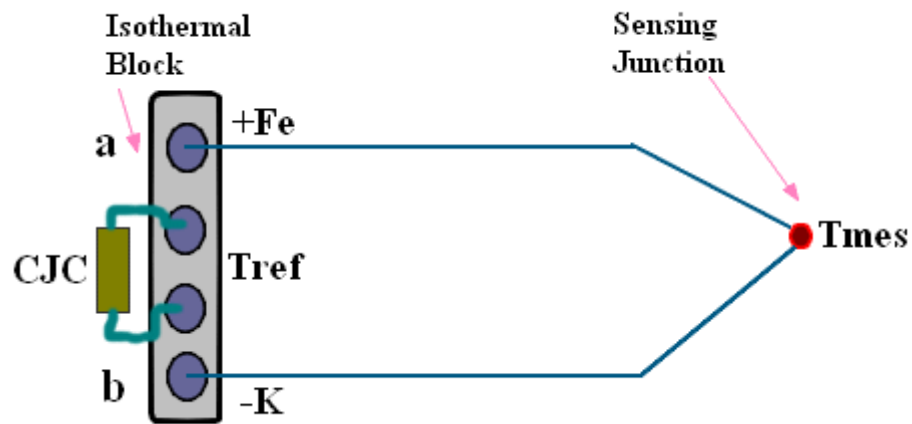 Isothermal
Block
Sensing
Junction
a
+Fe
CJC
Tref
Tmes
b
-K